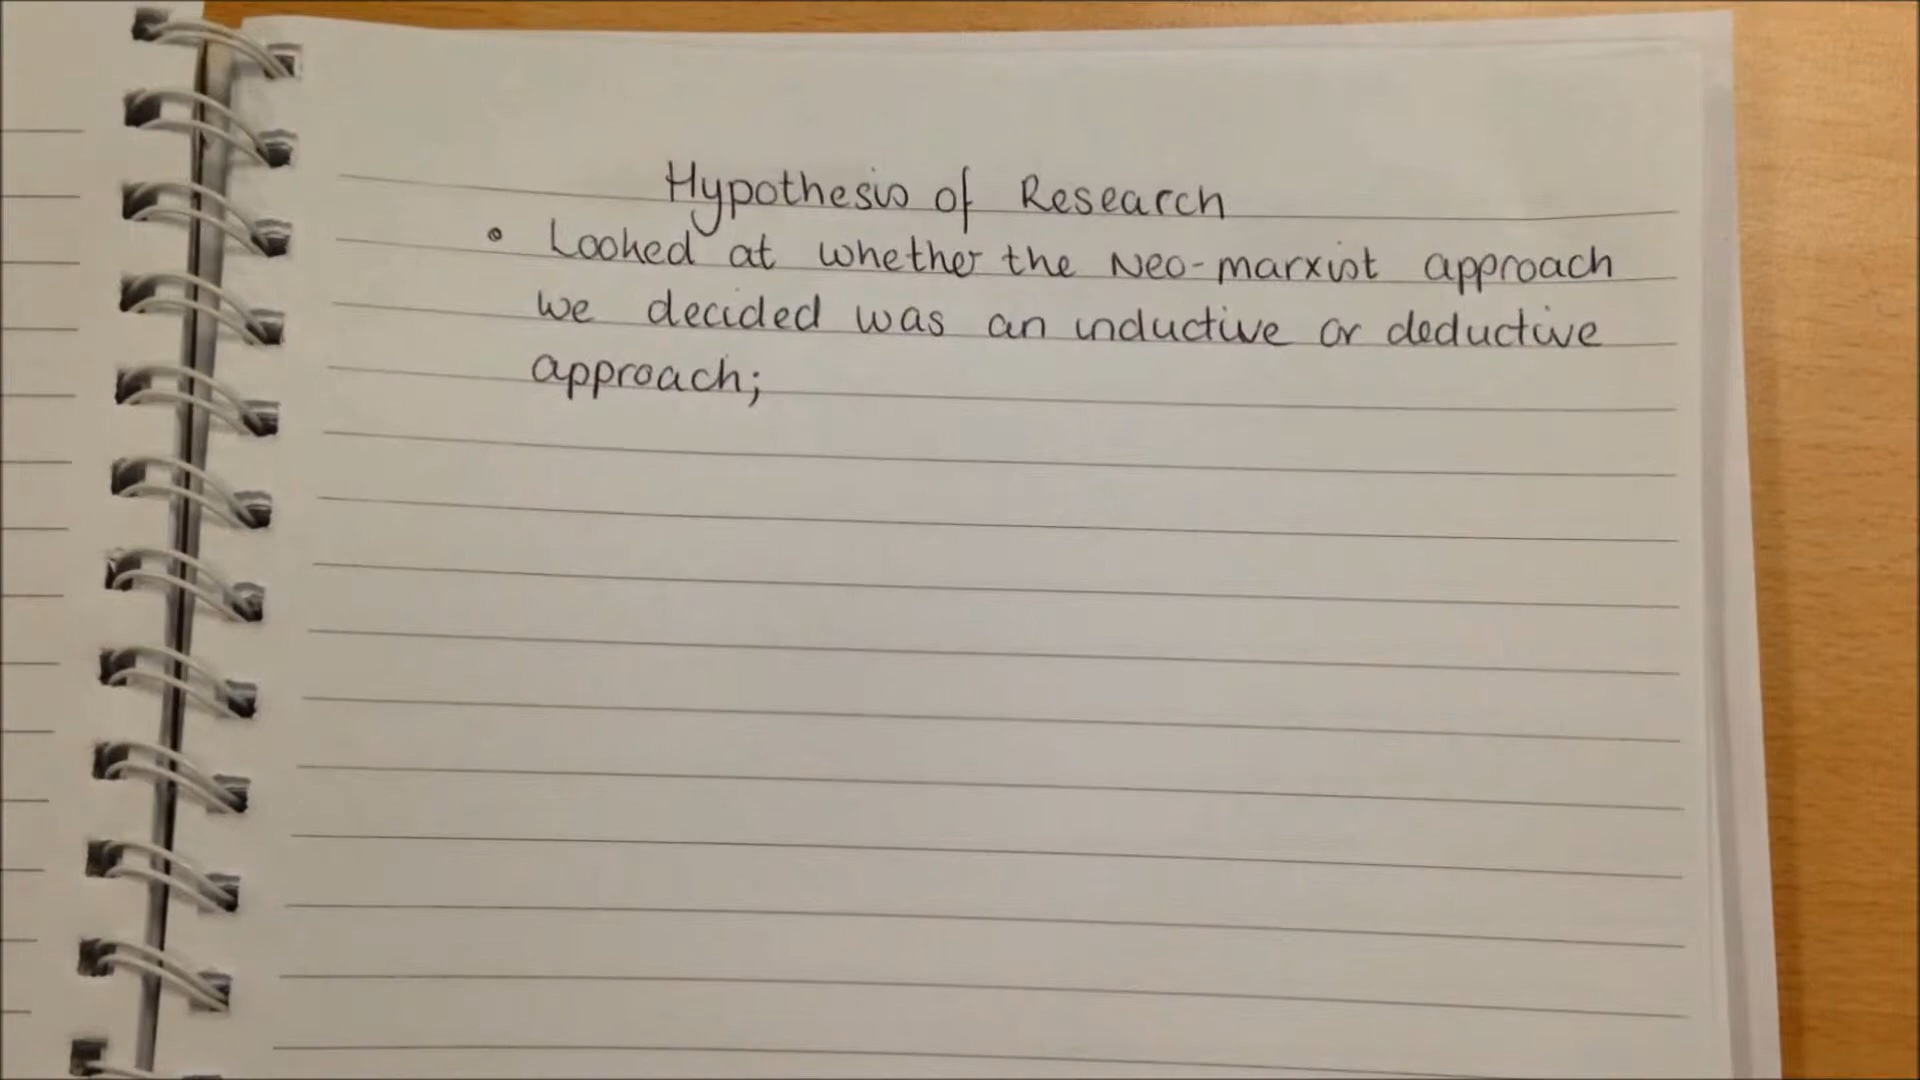 Hypothesis of Research
• Looked at whether the Neo-marxist approach
we decided was an inductive or deductive
approach;